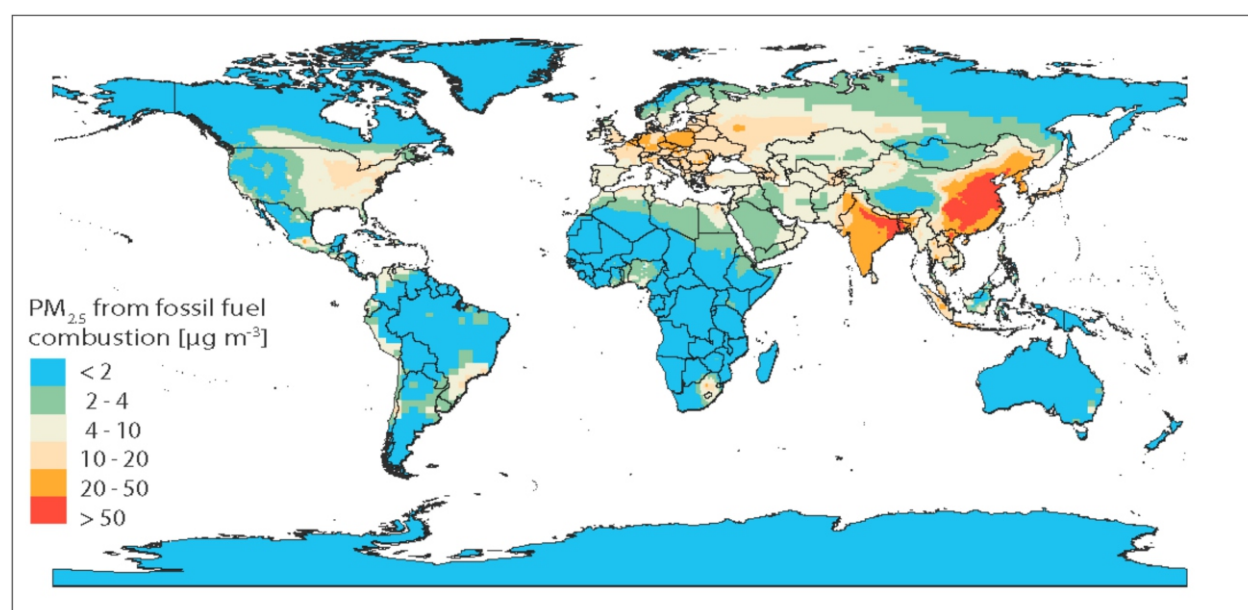 PM2.5 from fossil fuel
combustion [µg m-3]
< 2
2 - 4
4 - 10
10 - 20
20 - 50
> 50